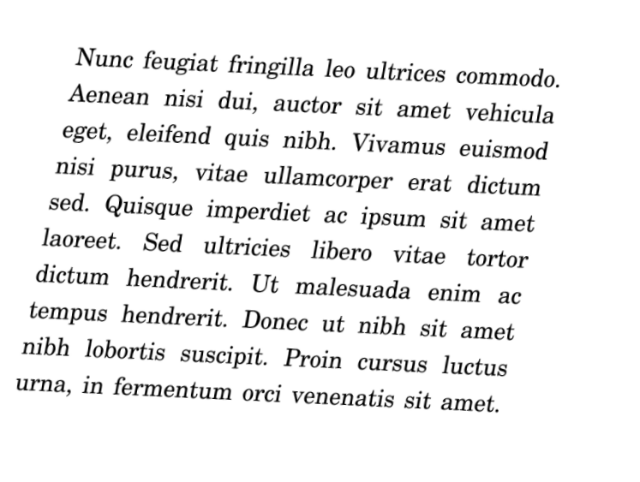 Nunc feugiat fringilla leo ultrices commodo.
Aenean nisi dui, auctor sit amet vehicula
eget, eleifend quis nibh. Vivamus euismod
nisi purus, vitae ullamcorper erat dictum
sed. Quisque imperdiet ac ipsum sit amet
laoreet. Sed ultricies libero vitae tortor
dictum hendrerit. Ut malesuada enim ac
tempus hendrerit. Donec ut nibh sit amet
nibh lobortis suscipit. Proin cursus luctus
urna, in fermentum orci venenatis sit amet.